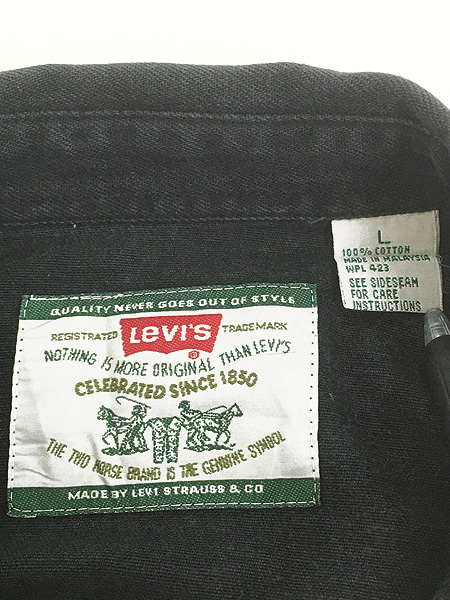 L
100% COTTON
MADE IN MALAYSIA
WPL 423
SEE SIDESEAM
FOR CARE
INSTRUCTIONS
QUALITY NEVER GOES OUT OF STYLE
REGISTRATED LEVI'S TRADEMARK
®
NOTHING IS MORE ORIGINAL THAN LEVI'S
CELEBRATED SINCE 1850
THE TWO HORSE BRAND IS THE GENUINE SYMBOL
MADE BY LEVI STRAUSS & CO